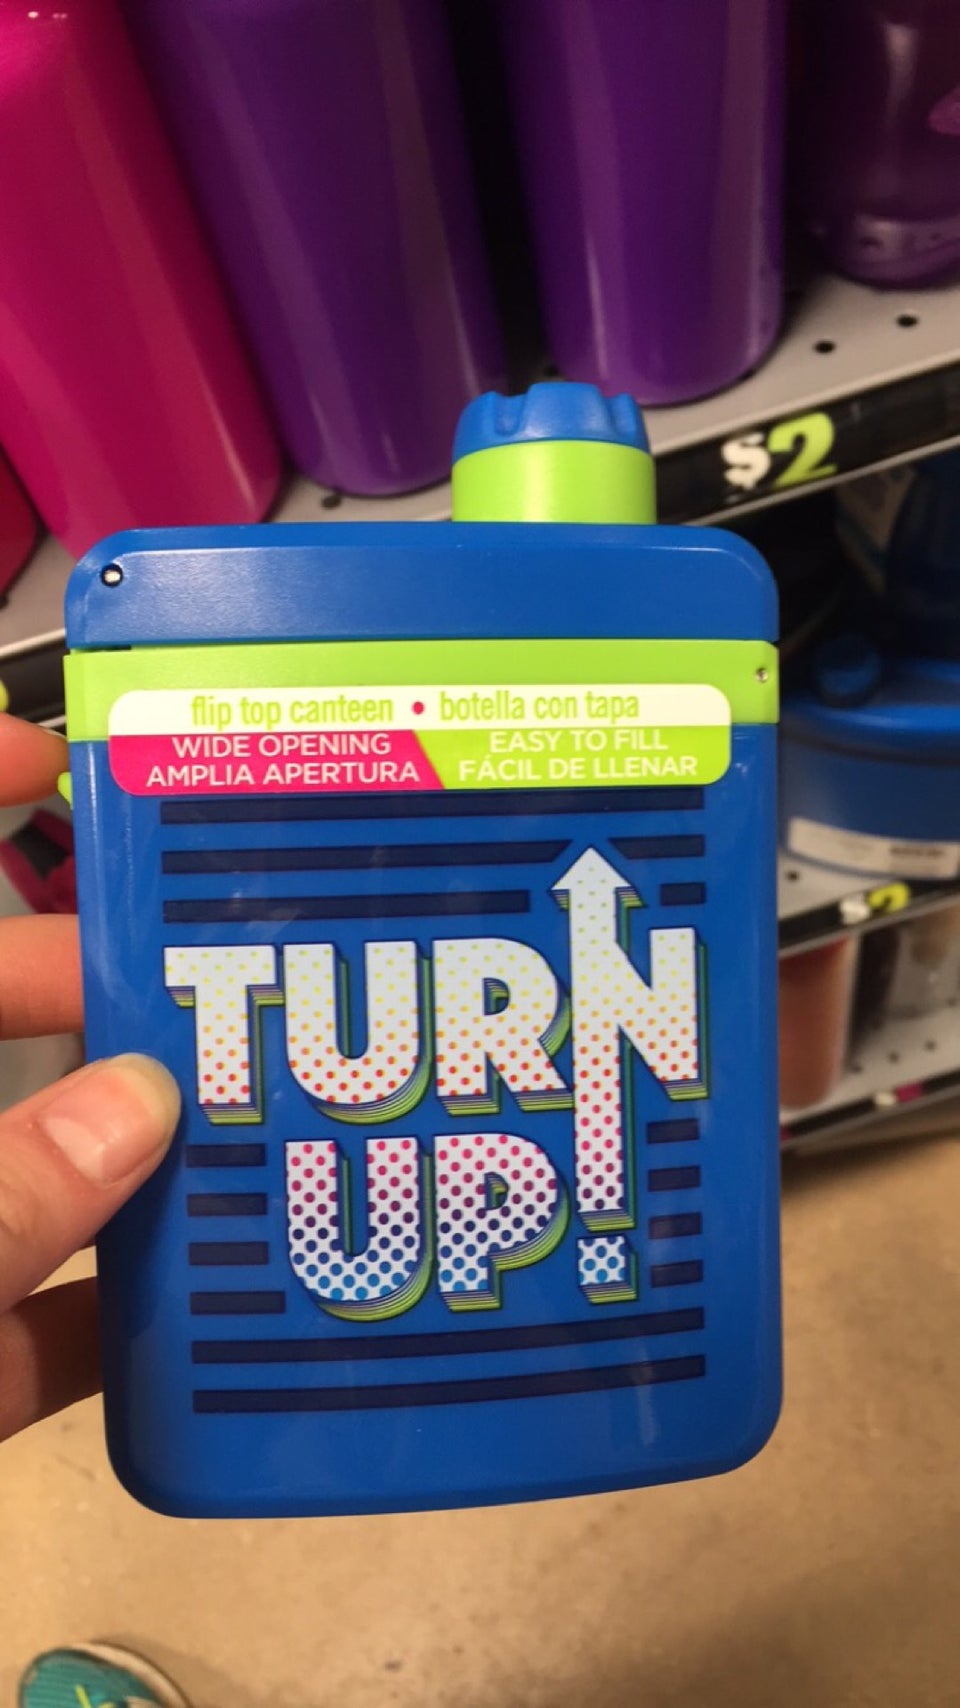 $2
flip top canteen • botella con tapa
WIDE OPENING
AMPLIA APERTURA
EASY TO FILL
FÁCIL DE LLENAR
$2
TURN
UP!